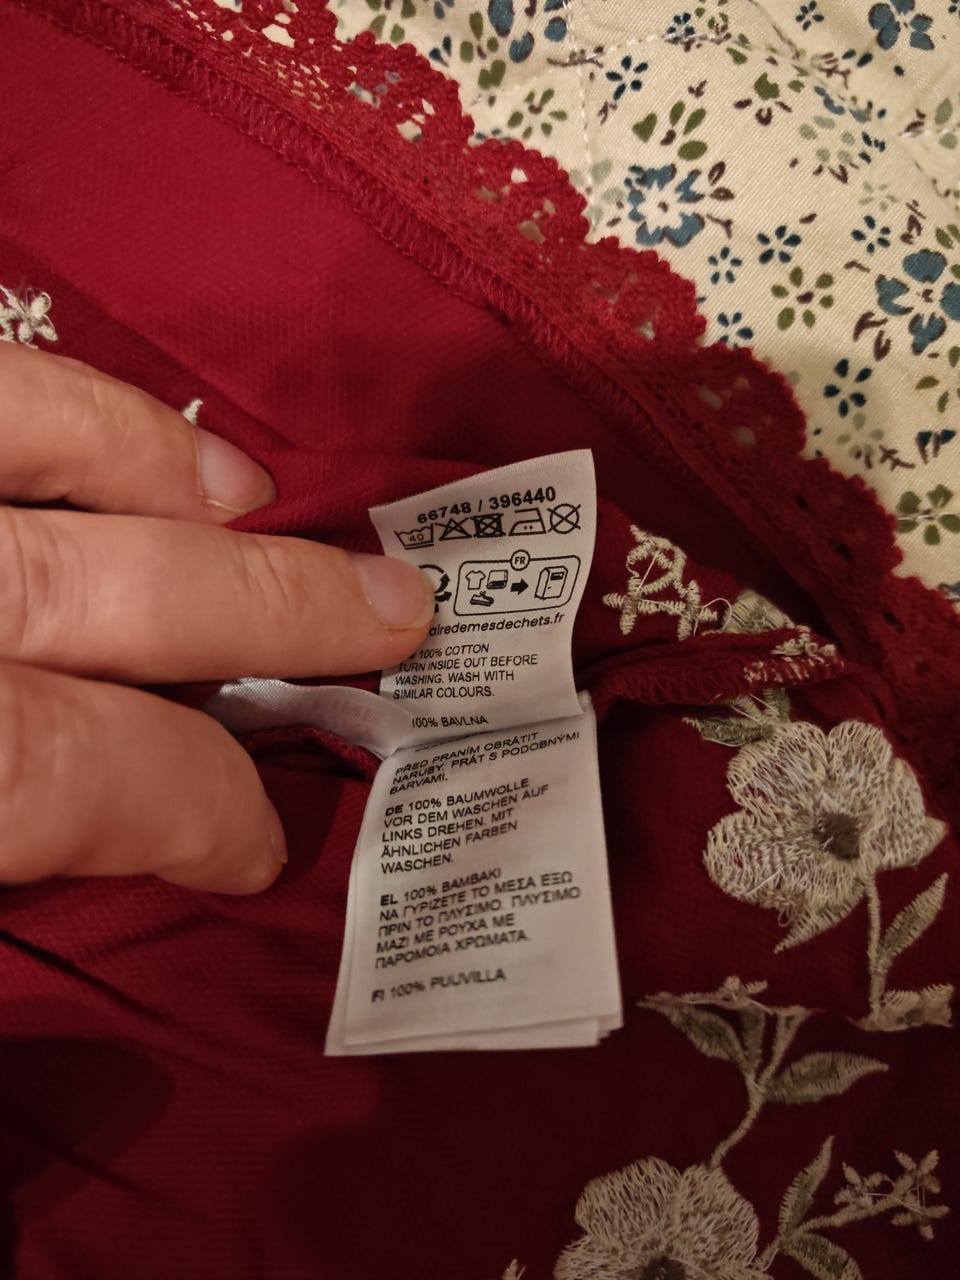 66748 / 396440
40
FR
airedemesdechets.fr
100% COTTON
TURN INSIDE OUT BEFORE
WASHING. WASH WITH
SIMILAR COLOURS.
100% BAVLNA
PŘED PRANÍM OBRÁTIT
NARUBY. PRÁT S PODOBNÝMI
BARVAMI.
DE 100% BAUMWOLLE
VOR DEM WASCHEN AUF
LINKS DREHEN. MIT
ÄHNLICHEN FARBEN
WASCHEN.
EL 100% ΒΑΜΒΑΚΙ
ΝΑ ΓΥΡΙΖΕΤΕ ΤΟ ΜΕΣΑ ΕΞΩ
ΠΡΙΝ ΤΟ ΠΛΥΣΙΜΟ. ΠΛΥΣΙΜΟ
ΜΑΖΙ ΜΕ ΡΟΥΧΑ ΜΕ
ΠΑΡΟΜΟΙΑ ΧΡΩΜΑΤΑ.
FI 100% PUUVILLA